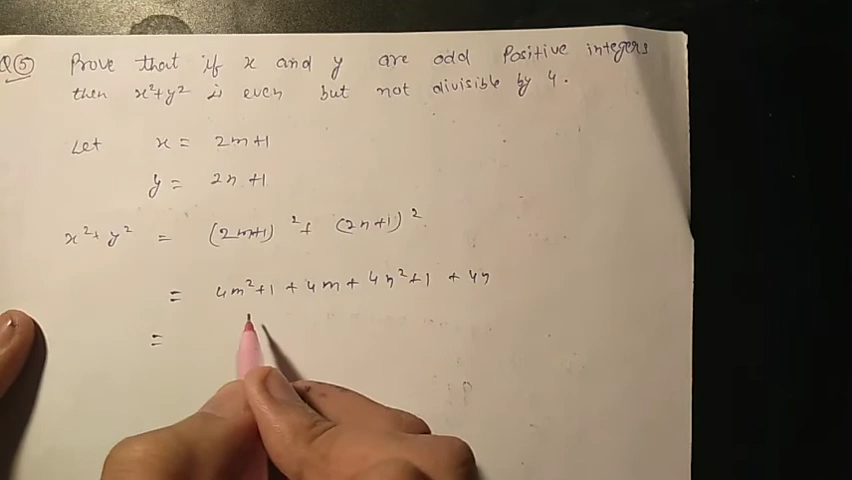 Q⑤ Prove that if x and y are odd Positive integers
then x²+y² is even but not divisible by 4.
Let x = 2m+1
y = 2n+1
x²+y² = (2m+1)²+ (2n+1)²
= 4m²+1 + 4m + 4n²+1 + 4n
=